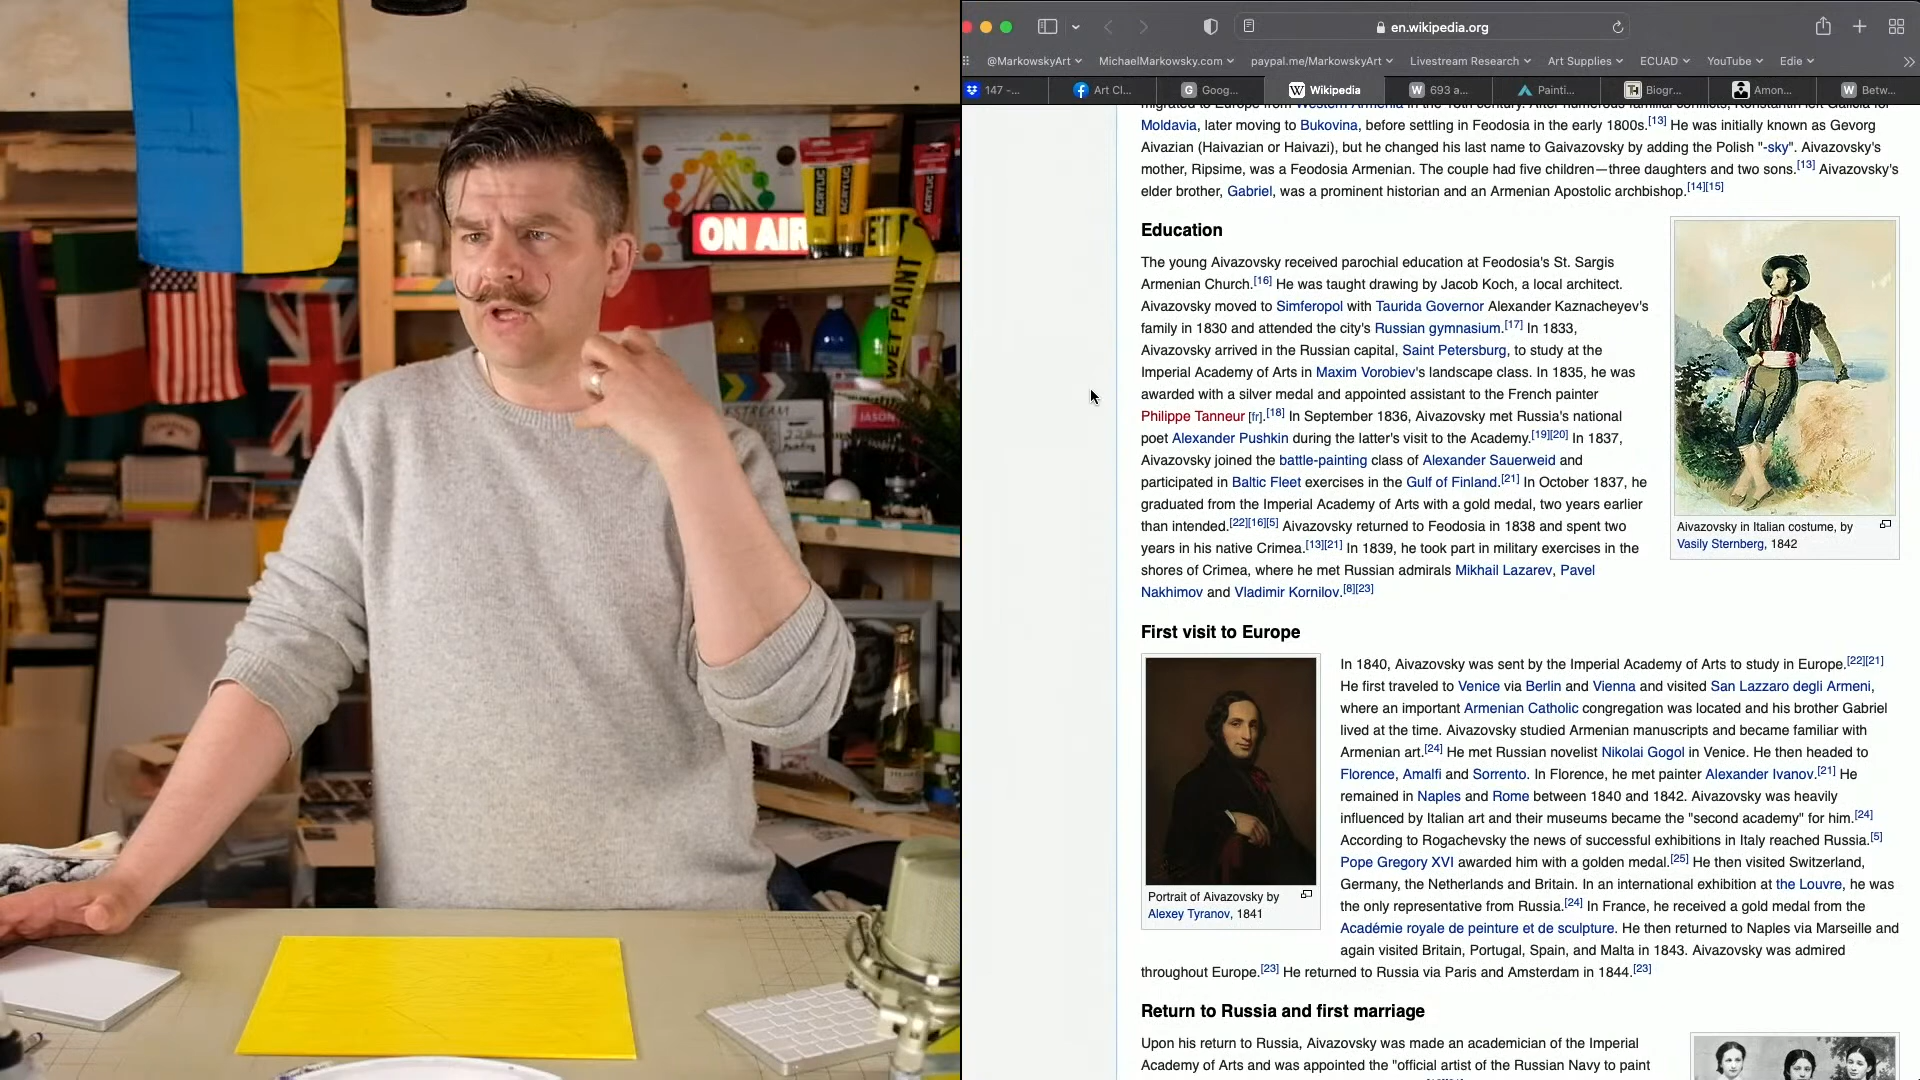 ON AIR
ACRYLIC
ACRYLIC
WET PAINT
JASON
en.wikipedia.org
@MarkowskyArt
MichaelMarkowsky.com
paypal.me/MarkowskyArt
Livestream Research
Art Supplies
ECUAD
YouTube
Edie
147 -...
Art Cl...
Goog...
Wikipedia
693 a...
Painti...
Biogr...
Amon...
Betw...
Moldavia, later moving to Bukovina, before settling in Feodosia in the early 1800s.[13] He was initially known as Gevorg
Aivazian (Haivazian or Haivazi), but he changed his last name to Gaivazovsky by adding the Polish "-sky". Aivazovsky's
mother, Ripsime, was a Feodosia Armenian. The couple had five children—three daughters and two sons.[13] Aivazovsky's
elder brother, Gabriel, was a prominent historian and an Armenian Apostolic archbishop.[14][15]
Education
The young Aivazovsky received parochial education at Feodosia's St. Sargis
Armenian Church.[16] He was taught drawing by Jacob Koch, a local architect.
Aivazovsky moved to Simferopol with Taurida Governor Alexander Kaznacheyev's
family in 1830 and attended the city's Russian gymnasium.[17] In 1833,
Aivazovsky arrived in the Russian capital, Saint Petersburg, to study at the
Imperial Academy of Arts in Maxim Vorobiev's landscape class. In 1835, he was
awarded with a silver medal and appointed assistant to the French painter
Philippe Tanneur [fr].[18] In September 1836, Aivazovsky met Russia's national
poet Alexander Pushkin during the latter's visit to the Academy.[19][20] In 1837,
Aivazovsky joined the battle-painting class of Alexander Sauerweid and
participated in Baltic Fleet exercises in the Gulf of Finland.[21] In October 1837, he
graduated from the Imperial Academy of Arts with a gold medal, two years earlier
than intended.[22][16][5] Aivazovsky returned to Feodosia in 1838 and spent two
years in his native Crimea.[13][21] In 1839, he took part in military exercises in the
shores of Crimea, where he met Russian admirals Mikhail Lazarev, Pavel
Nakhimov and Vladimir Kornilov.[8][23]
Aivazovsky in Italian costume, by
Vasily Sternberg, 1842
First visit to Europe
In 1840, Aivazovsky was sent by the Imperial Academy of Arts to study in Europe.[22][21]
He first traveled to Venice via Berlin and Vienna and visited San Lazzaro degli Armeni,
where an important Armenian Catholic congregation was located and his brother Gabriel
lived at the time. Aivazovsky studied Armenian manuscripts and became familiar with
Armenian art.[24] He met Russian novelist Nikolai Gogol in Venice. He then headed to
Florence, Amalfi and Sorrento. In Florence, he met painter Alexander Ivanov.[21] He
remained in Naples and Rome between 1840 and 1842. Aivazovsky was heavily
influenced by Italian art and their museums became the "second academy" for him.[24]
According to Rogachevsky the news of successful exhibitions in Italy reached Russia.[5]
Pope Gregory XVI awarded him with a golden medal.[25] He then visited Switzerland,
Germany, the Netherlands and Britain. In an international exhibition at the Louvre, he was
the only representative from Russia.[24] In France, he received a gold medal from the
Académie royale de peinture et de sculpture. He then returned to Naples via Marseille and
again visited Britain, Portugal, Spain, and Malta in 1843. Aivazovsky was admired
throughout Europe.[23] He returned to Russia via Paris and Amsterdam in 1844.[23]
Portrait of Aivazovsky by
Alexey Tyranov, 1841
Return to Russia and first marriage
Upon his return to Russia, Aivazovsky was made an academician of the Imperial
Academy of Arts and was appointed the "official artist of the Russian Navy to paint